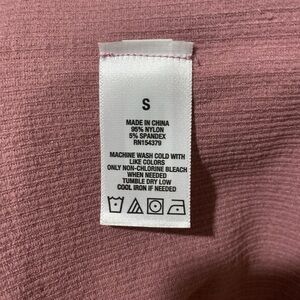 S
MADE IN CHINA
95% NYLON
5% SPANDEX
RN154379
MACHINE WASH COLD WITH
LIKE COLORS
ONLY NON-CHLORINE BLEACH
WHEN NEEDED
TUMBLE DRY LOW
COOL IRON IF NEEDED